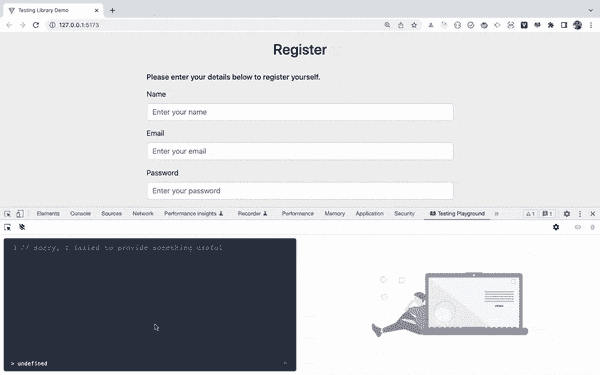 Testing Library Demo
127.0.0.1:5173
Register
Please enter your details below to register yourself.
Name
Enter your name
Email
Enter your email
Password
Enter your password
Elements Console Sources Network Performance insights Recorder Performance Memory Application Security Testing Playground » 1 1
1 // Sorry, I failed to provide something useful
> undefined